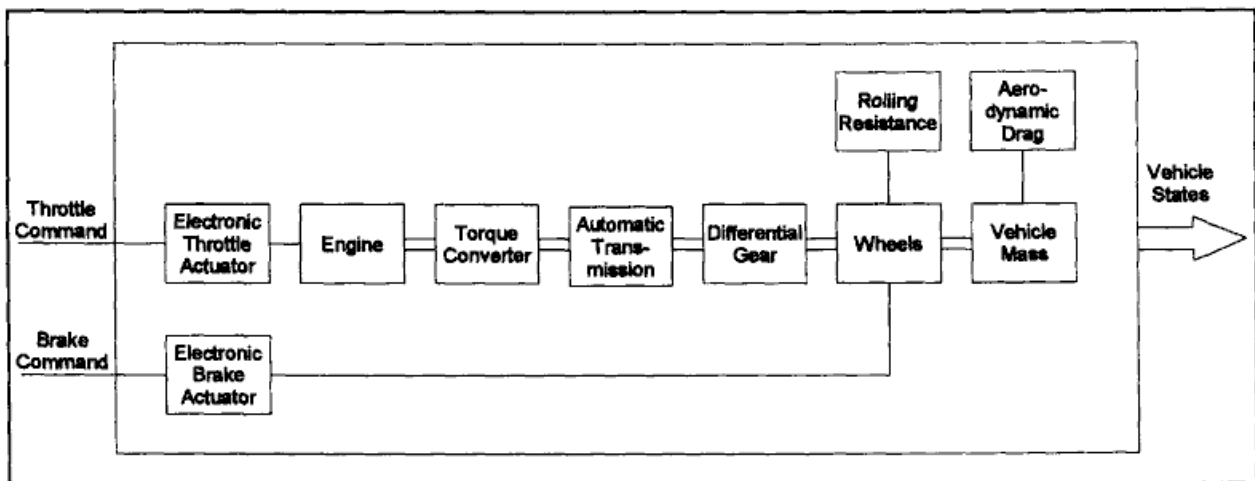 Rolling
Resistance
Aero-
dynamic
Drag
Vehicle
States
Throttle
Command
Electronic
Throttle
Actuator
Engine
Torque
Converter
Automatic
Trans-
mission
Differential
Gear
Wheels
Vehicle
Mass
Brake
Command
Electronic
Brake
Actuator